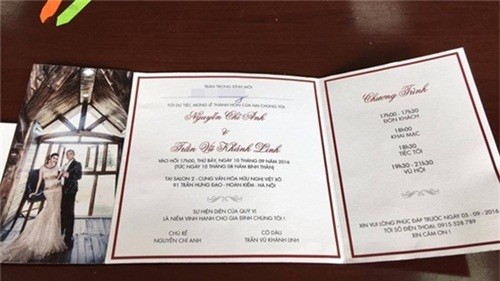 TRÂN TRỌNG KÍNH MỜI
TỚI DỰ TIỆC MỪNG LỄ THÀNH HÔN CỦA HAI CHÚNG TÔI
Nguyễn Chí Anh
&
Trần Vũ Khánh Linh
VÀO HỒI 17H00, THỨ BẢY, NGÀY 10 THÁNG 09 NĂM 2016
(TỨC NGÀY 10 THÁNG 08 NĂM BÍNH THÂN)
TẠI SALON 2 - CUNG VĂN HÓA HỮU NGHỊ VIỆT XÔ
91 TRẦN HƯNG ĐẠO - HOÀN KIẾM - HÀ NỘI
SỰ HIỆN DIỆN CỦA QUÝ VỊ
LÀ NIỀM VINH HẠNH CHO GIA ĐÌNH CHÚNG TÔI !
CHÚ RỂ
NGUYỄN CHÍ ANH
CÔ DÂU
TRẦN VŨ KHÁNH LINH
Chương Trình
17H00 - 17H30
ĐÓN KHÁCH
18H00
KHAI MẠC
18H30
TIỆC TỐI
19H30 - 21H30
VŨ HỘI
XIN VUI LÒNG PHÚC ĐÁP TRƯỚC NGÀY 05 - 09 - 2016
TỚI SỐ ĐIỆN THOẠI: 0915 528 789
XIN CẢM ƠN !